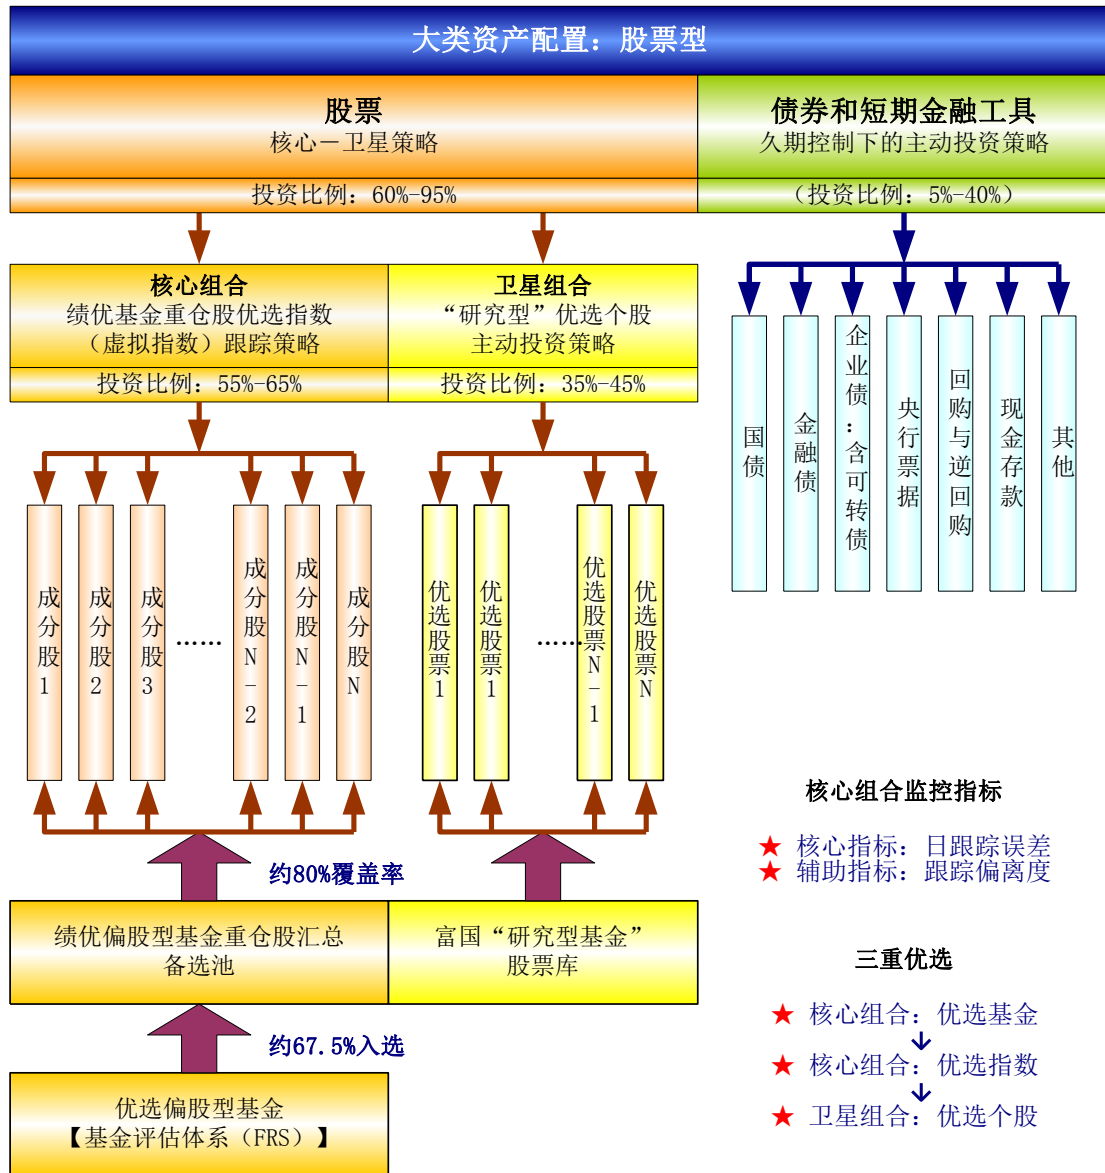 大类资产配置：股票型
股票
核心－卫星策略
投资比例：60%-95%
债券和短期金融工具
久期控制下的主动投资策略
（投资比例：5%-40%）
核心组合
绩优基金重仓股优选指数
（虚拟指数）跟踪策略
投资比例：55%-65%
卫星组合
“研究型”优选个股
主动投资策略
投资比例：35%-45%
国债
金融债
企业债：含可转债
央行票据
回购与逆回购
现金存款
其他
成分股1
成分股2
成分股3
……
成分股N-2
成分股N-1
成分股N
优选股票1
优选股票1
……
优选股票N-1
优选股票N
约80%覆盖率
绩优偏股型基金重仓股汇总
备选池
富国“研究型基金”
股票库
约67.5%入选
优选偏股型基金
【基金评估体系（FRS）】
核心组合监控指标
★ 核心指标：日跟踪误差
★ 辅助指标：跟踪偏离度
三重优选
★ 核心组合：优选基金
↓
★ 核心组合：优选指数
↓
★ 卫星组合：优选个股